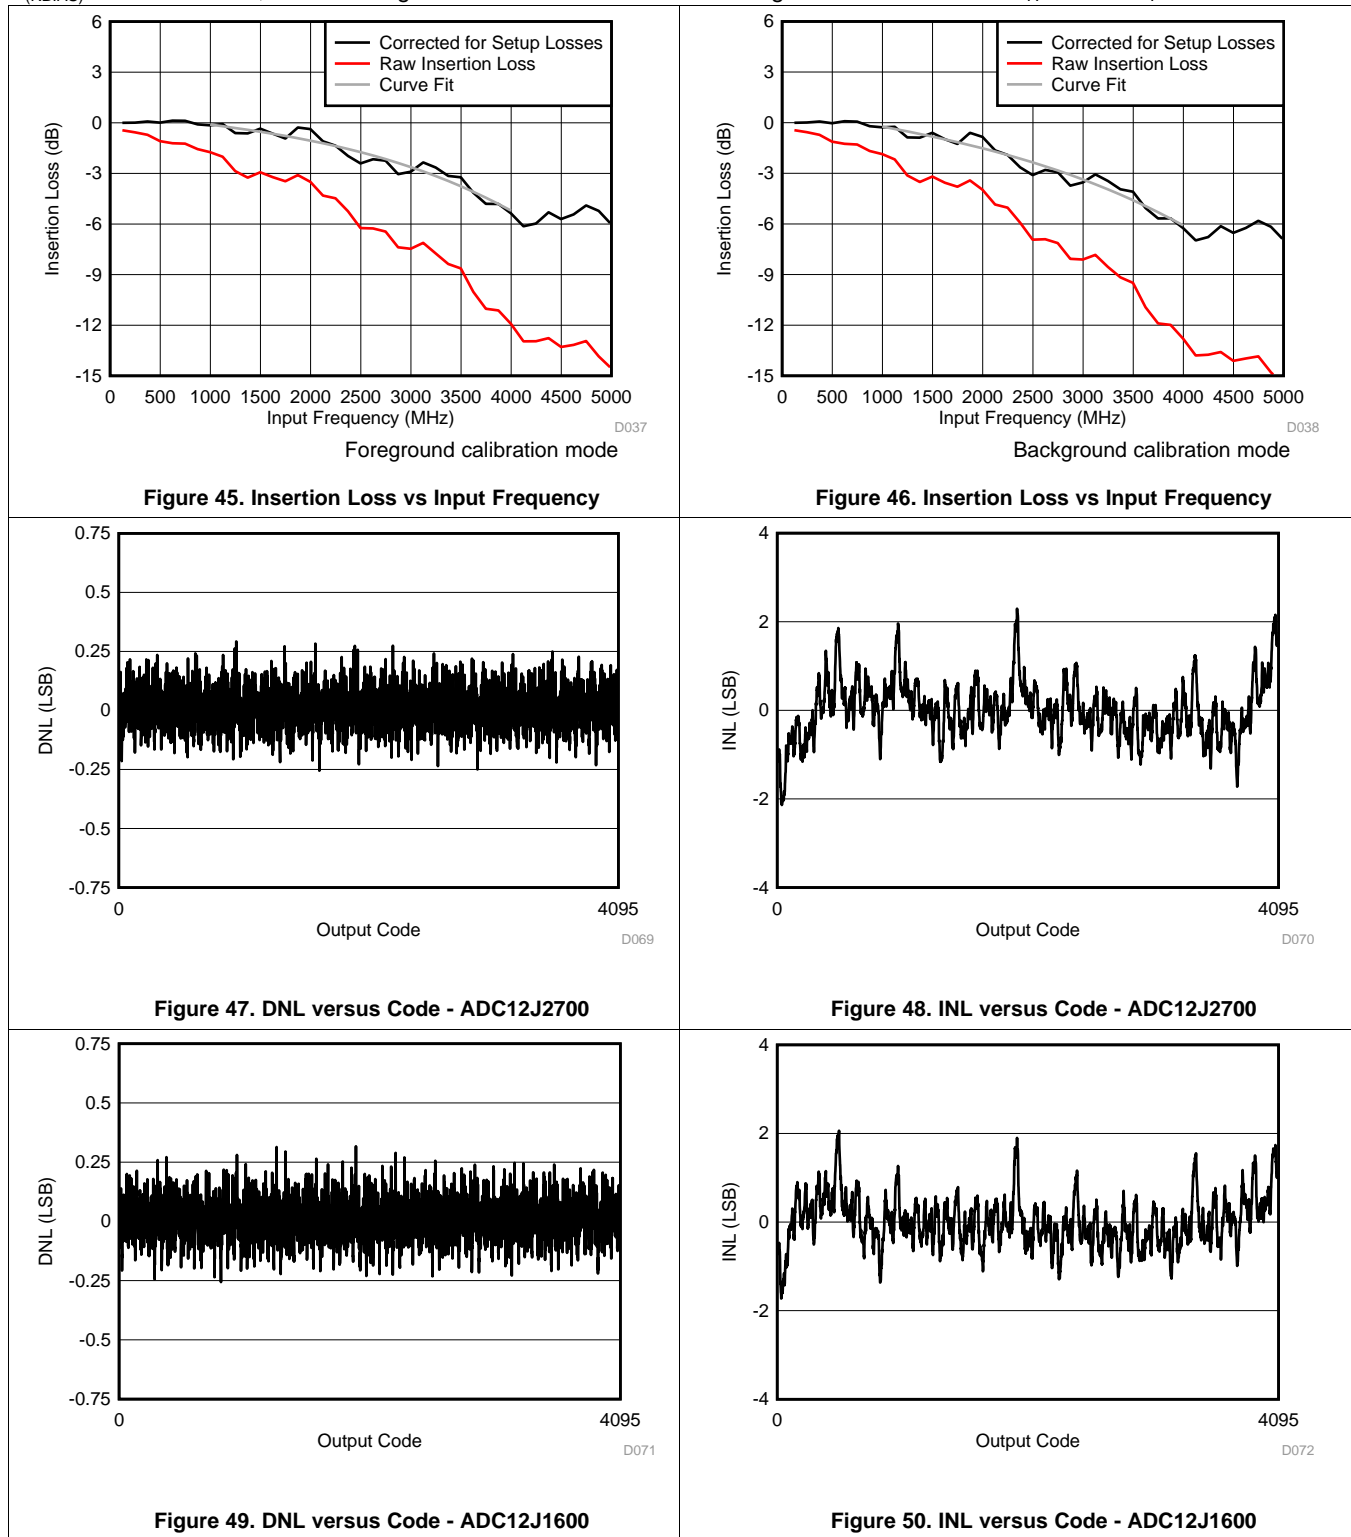 6
3
0
-3
-6
-9
-12
-15
Insertion Loss (dB)
Corrected for Setup Losses
Raw Insertion Loss
Curve Fit
0 500 1000 1500 2000 2500 3000 3500 4000 4500 5000
Input Frequency (MHz)
D037
Foreground calibration mode
Figure 45. Insertion Loss vs Input Frequency
6
3
0
-3
-6
-9
-12
-15
Insertion Loss (dB)
Corrected for Setup Losses
Raw Insertion Loss
Curve Fit
0 500 1000 1500 2000 2500 3000 3500 4000 4500 5000
Input Frequency (MHz)
D038
Background calibration mode
Figure 46. Insertion Loss vs Input Frequency
0.75
0.5
0.25
0
-0.25
-0.5
-0.75
DNL (LSB)
0 4095
Output Code
D069
Figure 47. DNL versus Code - ADC12J2700
4
2
0
-2
-4
INL (LSB)
0 4095
Output Code
D070
Figure 48. INL versus Code - ADC12J2700
0.75
0.5
0.25
0
-0.25
-0.5
-0.75
DNL (LSB)
0 4095
Output Code
D071
Figure 49. DNL versus Code - ADC12J1600
4
2
0
-2
-4
INL (LSB)
0 4095
Output Code
D072
Figure 50. INL versus Code - ADC12J1600